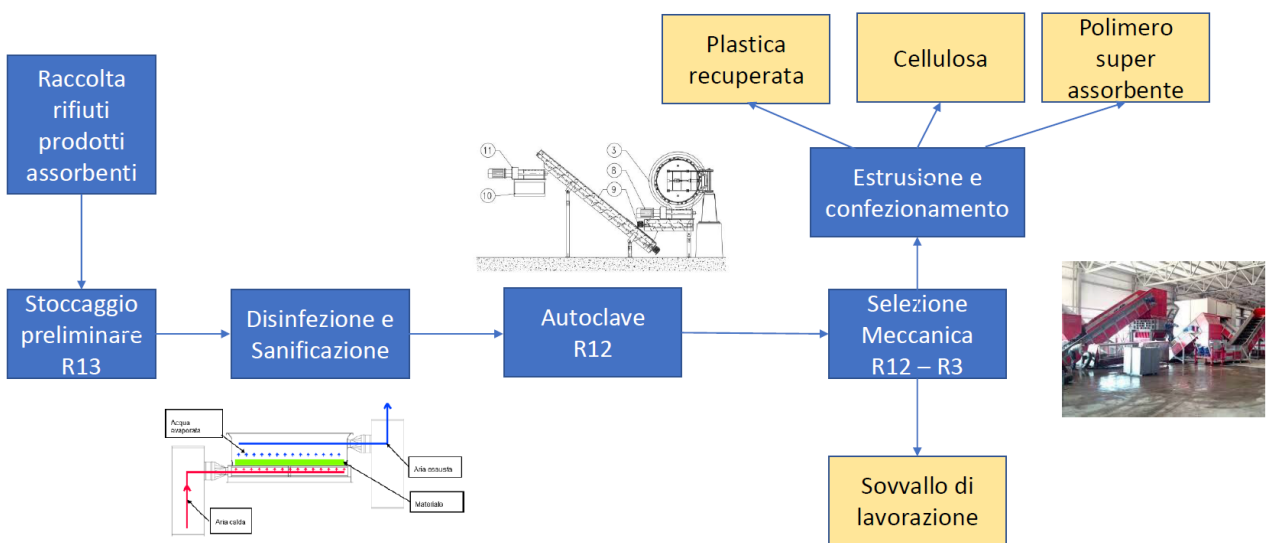 Raccolta
rifiuti
prodotti
assorbenti
Stoccaggio
preliminare
R13
Disinfezione e
Sanificazione
Autoclave
R12
Selezione
Meccanica
R12 – R3
Estrusione e
confezionamento
Plastica
recuperata
Cellulosa
Polimero
super
assorbente
Sovvallo di
lavorazione
11
10
3
8
9
Acqua
evaporata
Aria esausta
Materiale
Aria calda